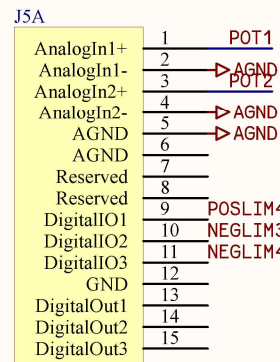 J5A
AnalogIn1+ 1 POT1
AnalogIn1- 2 AGND
AnalogIn2+ 3 POT2
AnalogIn2- 4 AGND
AGND 5 AGND
AGND 6
Reserved 7
Reserved 8
DigitalIO1 9 POSLIM4
DigitalIO2 10 NEGLIM3
DigitalIO3 11 NEGLIM4
GND 12
DigitalOut1 13
DigitalOut2 14
DigitalOut3 15